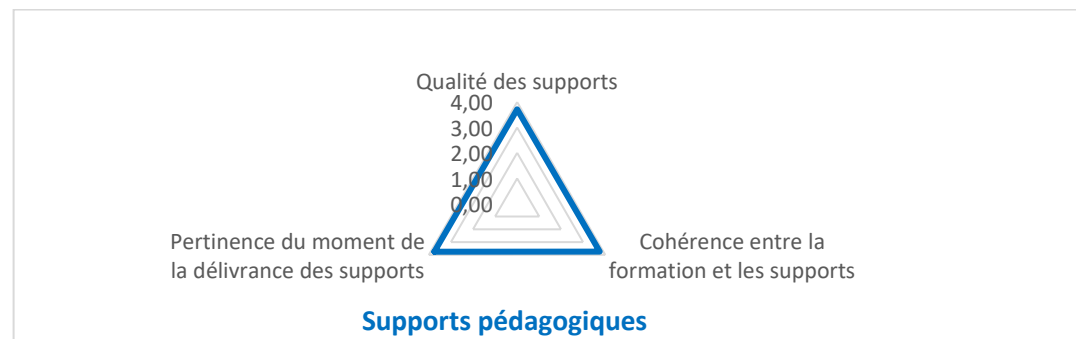 Qualité des supports
4,00
3,00
2,00
1,00
0,00
Pertinence du moment de
la délivrance des supports
Cohérence entre la
formation et les supports
Supports pédagogiques